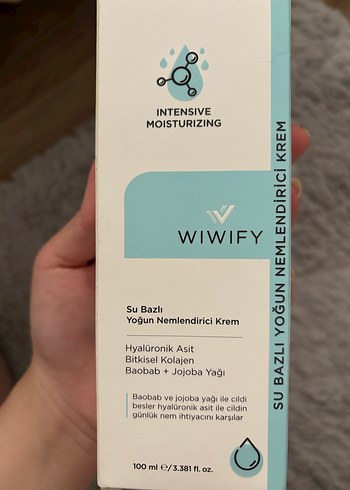 INTENSIVE
MOISTURIZING
WIWIFY
Su Bazlı
Yoğun Nemlendirici Krem
Hyalüronik Asit
Bitkisel Kolajen
Baobab + Jojoba Yağı
Baobab ve jojoba yağı ile cildi
besler hyalüronik asit ile cildin
günlük nem ihtiyacını karşılar
100 ml ℮/3.381 fl. oz.
SU BAZLI YOĞUN NEMLENDİRİCİ KREM